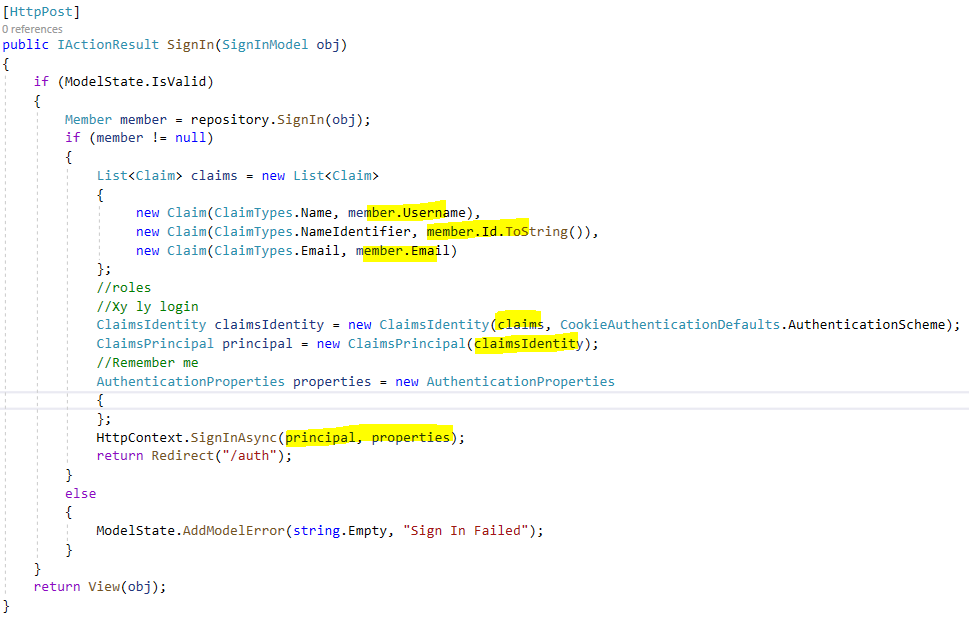 [HttpPost]
0 references
public IActionResult SignIn(SignInModel obj)
{
if (ModelState.IsValid)
{
Member member = repository.SignIn(obj);
if (member != null)
{
List<Claim> claims = new List<Claim>
{
new Claim(ClaimTypes.Name, member.Username),
new Claim(ClaimTypes.NameIdentifier, member.Id.ToString()),
new Claim(ClaimTypes.Email, member.Email)
};
//roles
//Xy ly login
ClaimsIdentity claimsIdentity = new ClaimsIdentity(claims, CookieAuthenticationDefaults.AuthenticationScheme);
ClaimsPrincipal principal = new ClaimsPrincipal(claimsIdentity);
//Remember me
AuthenticationProperties properties = new AuthenticationProperties
{
};
HttpContext.SignInAsync(principal, properties);
return Redirect("/auth");
}
else
{
ModelState.AddModelError(string.Empty, "Sign In Failed");
}
}
return View(obj);
}